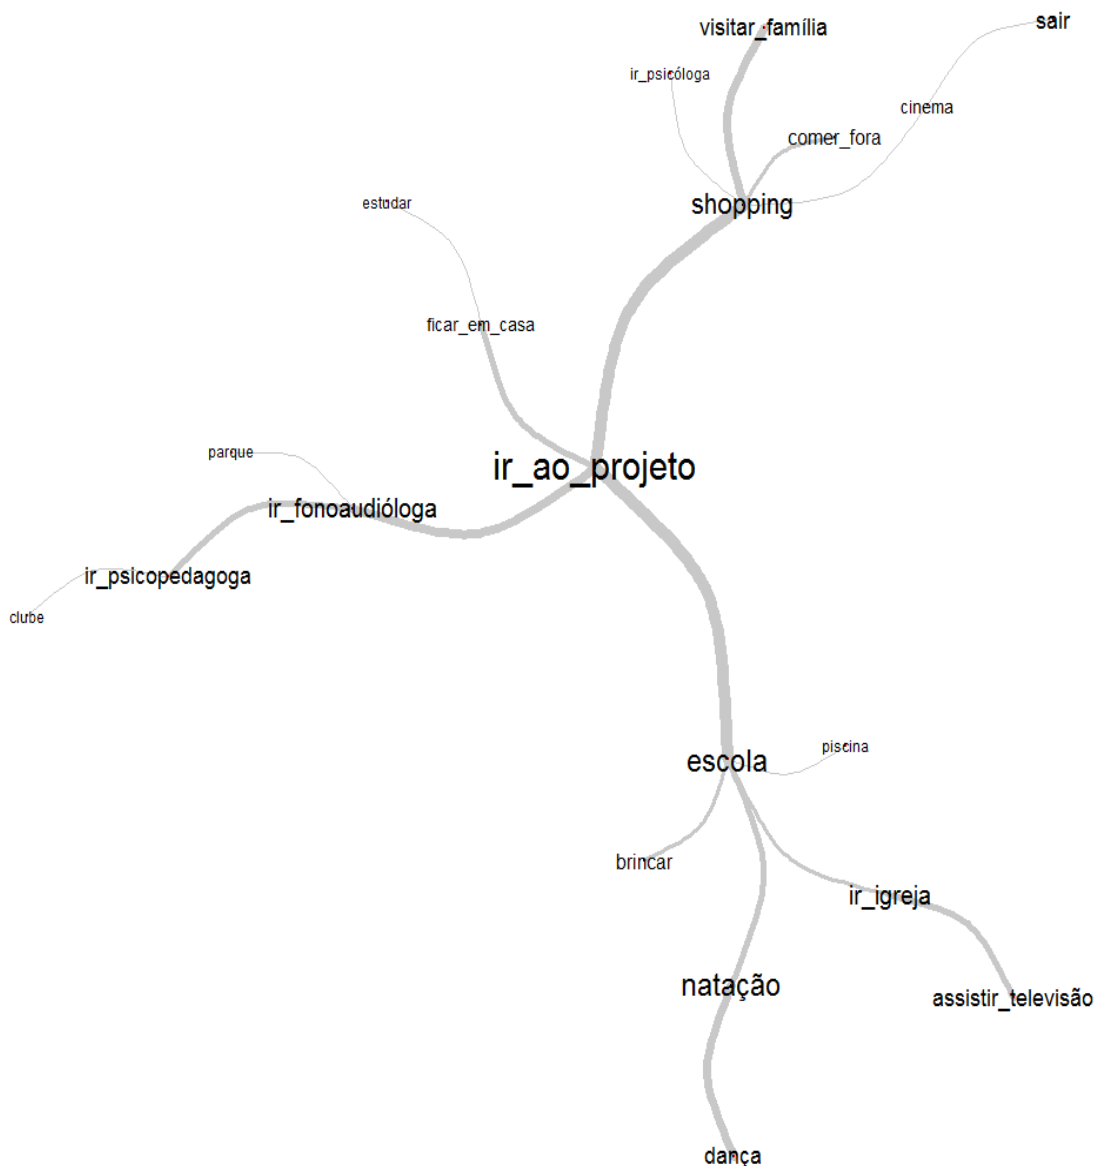 sair
visitar_família
ir_psicóloga
cinema
comer_fora
shopping
estudar
ficar_em_casa
parque
ir_ao_projeto
ir_fonoaudióloga
ir_psicopedagoga
clube
piscina
escola
brincar
ir_igreja
natação
assistir_televisão
dança